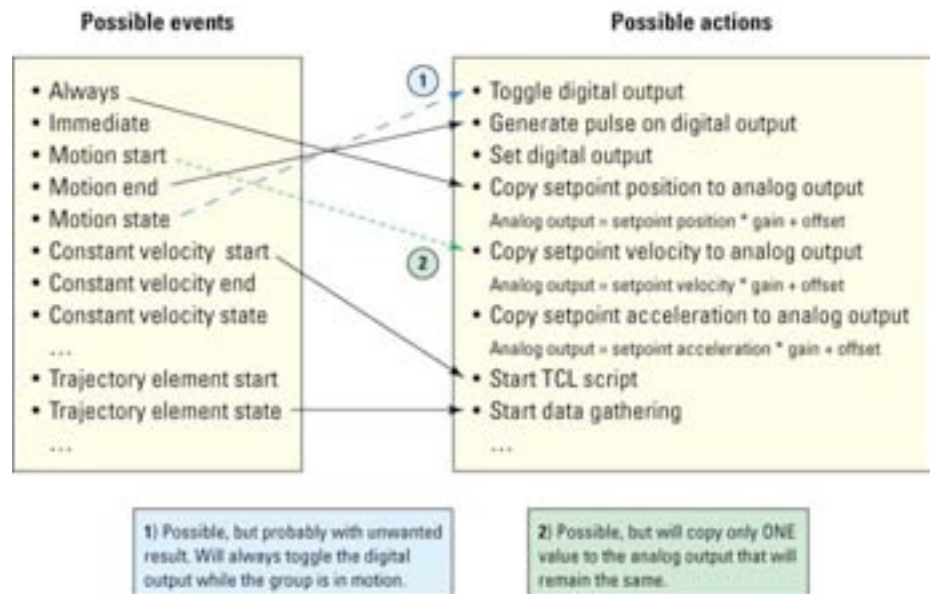 Possible events
• Always
• Immediate
• Motion start
• Motion end
• Motion state
• Constant velocity start
• Constant velocity end
• Constant velocity state
...
• Trajectory element start
• Trajectory element state
...
Possible actions
• Toggle digital output
• Generate pulse on digital output
• Set digital output
• Copy setpoint position to analog output
Analog output = setpoint position * gain + offset
• Copy setpoint velocity to analog output
Analog output = setpoint velocity * gain + offset
• Copy setpoint acceleration to analog output
Analog output = setpoint acceleration * gain + offset
• Start TCL script
• Start data gathering
...
1
2
1) Possible, but probably with unwanted
result. Will always toggle the digital
output while the group is in motion.
2) Possible, but will copy only ONE
value to the analog output that will
remain the same.